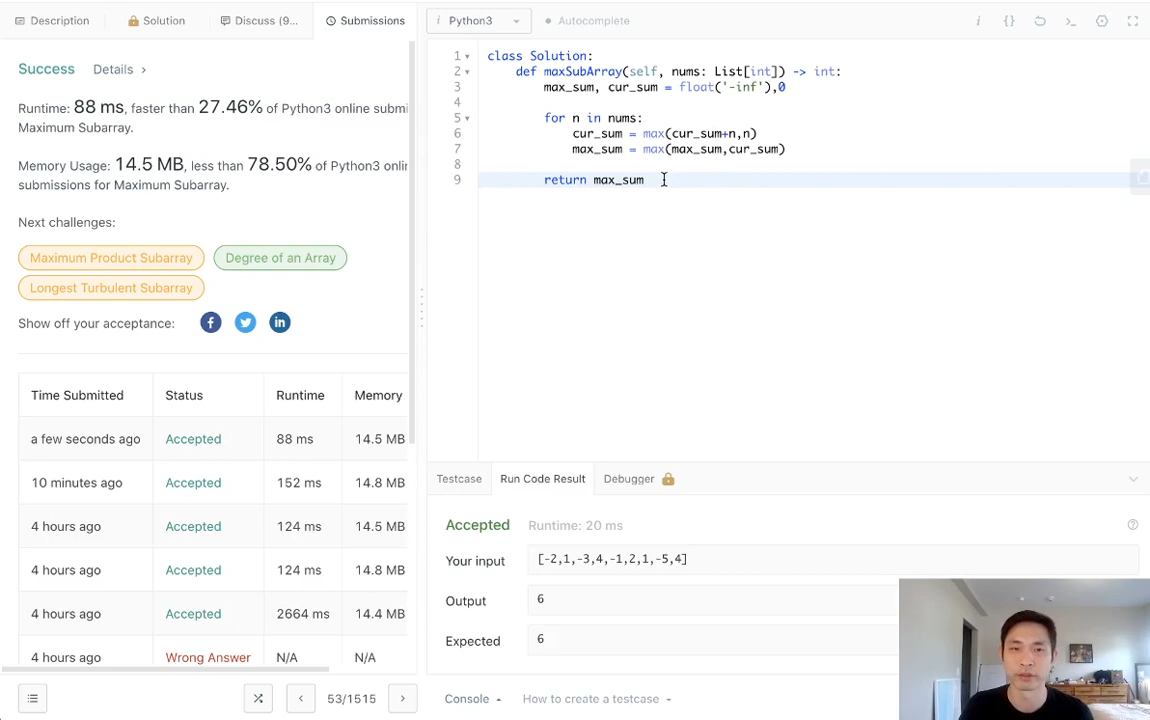 Description
Solution
Discuss (9...
Submissions
Success
Details ›
Runtime: 88 ms, faster than 27.46% of Python3 online submi
Maximum Subarray.
Memory Usage: 14.5 MB, less than 78.50% of Python3 onlin
submissions for Maximum Subarray.
Next challenges:
Maximum Product Subarray
Degree of an Array
Longest Turbulent Subarray
Show off your acceptance:
Time Submitted Status Runtime Memory
a few seconds ago Accepted 88 ms 14.5 MB
10 minutes ago Accepted 152 ms 14.8 MB
4 hours ago Accepted 124 ms 14.5 MB
4 hours ago Accepted 124 ms 14.8 MB
4 hours ago Accepted 2664 ms 14.4 MB
4 hours ago Wrong Answer N/A N/A
53/1515
i Python3
Autocomplete
i {}
1 class Solution:
2 def maxSubArray(self, nums: List[int]) -> int:
3 max_sum, cur_sum = float('-inf'),0
4
5 for n in nums:
6 cur_sum = max(cur_sum+n,n)
7 max_sum = max(max_sum,cur_sum)
8
9 return max_sum
Testcase
Run Code Result
Debugger
Accepted Runtime: 20 ms
Your input [-2,1,-3,4,-1,2,1,-5,4]
Output 6
Expected 6
Console
How to create a testcase